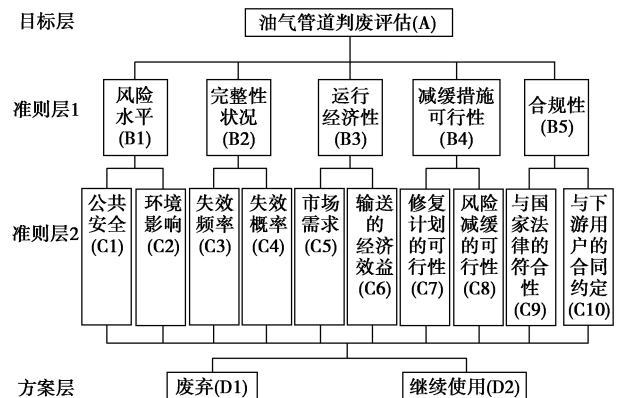 目标层
油气管道判废评估(A)
准则层1
风险
水平
(B1)
完整性
状况
(B2)
运行
经济性
(B3)
减缓措施
可行性
(B4)
合规性
(B5)
准则层2
公共
安全
(C1)
环境
影响
(C2)
失效
频率
(C3)
失效
概率
(C4)
市场
需求
(C5)
输送
的
经济
效益
(C6)
修复
计划
的可
行性
(C7)
风险
减缓
的可
行性
(C8)
与国
家法
律的
符合
性
(C9)
与下
游用
户的
合同
约定
(C10)
方案层
废弃(D1)
继续使用(D2)